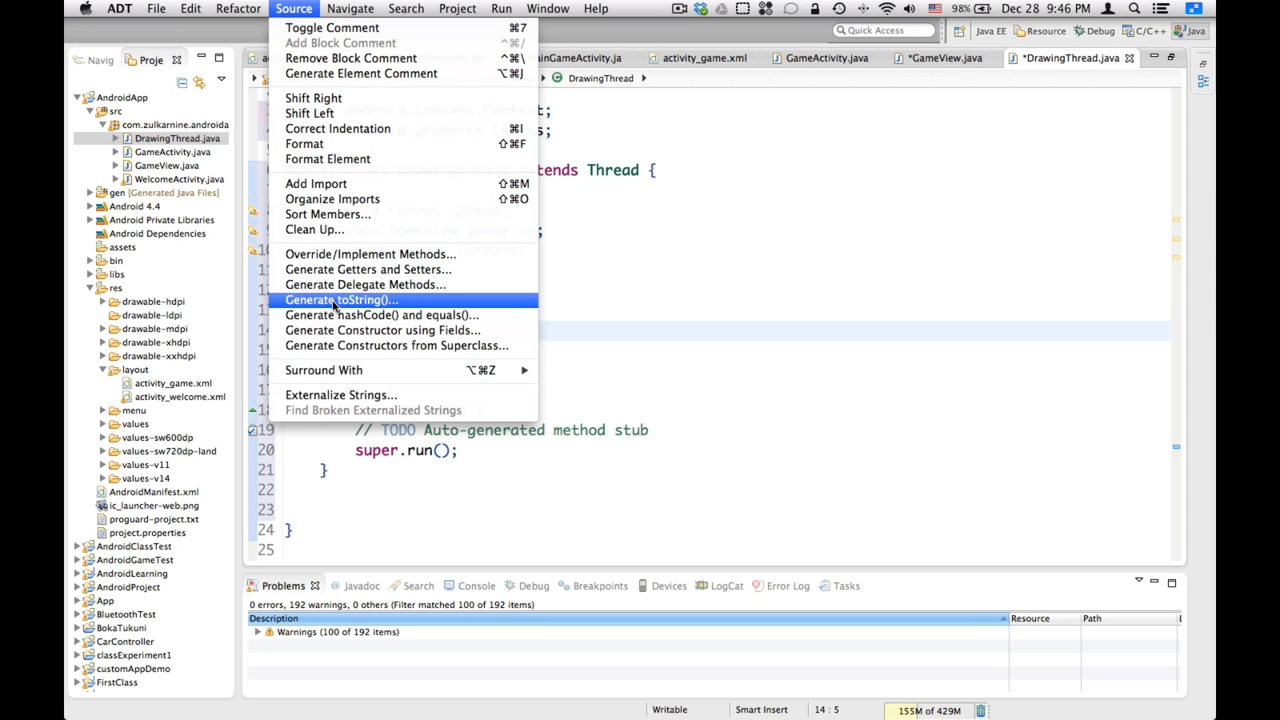 ADT File Edit Refactor Source Navigate Search Project Run Window Help 98% Dec 28 9:46 PM
Quick Access Java EE Resource Debug C/C++ Java
Navig Proje
ainGameActivity.ja activity_game.xml GameActivity.java *GameView.java *DrawingThread.java
DrawingThread
AndroidApp
src
com.zulkarnine.androida
DrawingThread.java
GameActivity.java
GameView.java
WelcomeActivity.java
gen [Generated Java Files]
Android 4.4
Android Private Libraries
Android Dependencies
assets
bin
libs
res
drawable-hdpi
drawable-ldpi
drawable-mdpi
drawable-xhdpi
drawable-xxhdpi
layout
activity_game.xml
activity_welcome.xml
menu
values
values-sw600dp
values-sw720dp-land
values-v11
values-v14
AndroidManifest.xml
ic_launcher-web.png
proguard-project.txt
project.properties
AndroidClassTest
AndroidGameTest
AndroidLearning
AndroidProject
App
BluetoothTest
BokaTukuni
CarController
classExperiment1
customAppDemo
FirstClass
Toggle Comment ⌘7
Add Block Comment ^⌘/
Remove Block Comment ^⌘\
Generate Element Comment ⌥⌘J
Shift Right
Shift Left
Correct Indentation ⌘I
Format ⇧⌘F
Format Element
Add Import ⇧⌘M
Organize Imports ⇧⌘O
Sort Members...
Clean Up...
Override/Implement Methods...
Generate Getters and Setters...
Generate Delegate Methods...
Generate toString()...
Generate hashCode() and equals()...
Generate Constructor using Fields...
Generate Constructors from Superclass...
Surround With ⌥⌘Z
Externalize Strings...
Find Broken Externalized Strings
tends Thread {
19 // TODO Auto-generated method stub
20 super.run();
21 }
22
23
24 }
25
Problems Javadoc Search Console Debug Breakpoints Devices LogCat Error Log Tasks
0 errors, 192 warnings, 0 others (Filter matched 100 of 192 items)
Description Resource Path
Warnings (100 of 192 items)
Writable Smart Insert 14 : 5 155M of 429M